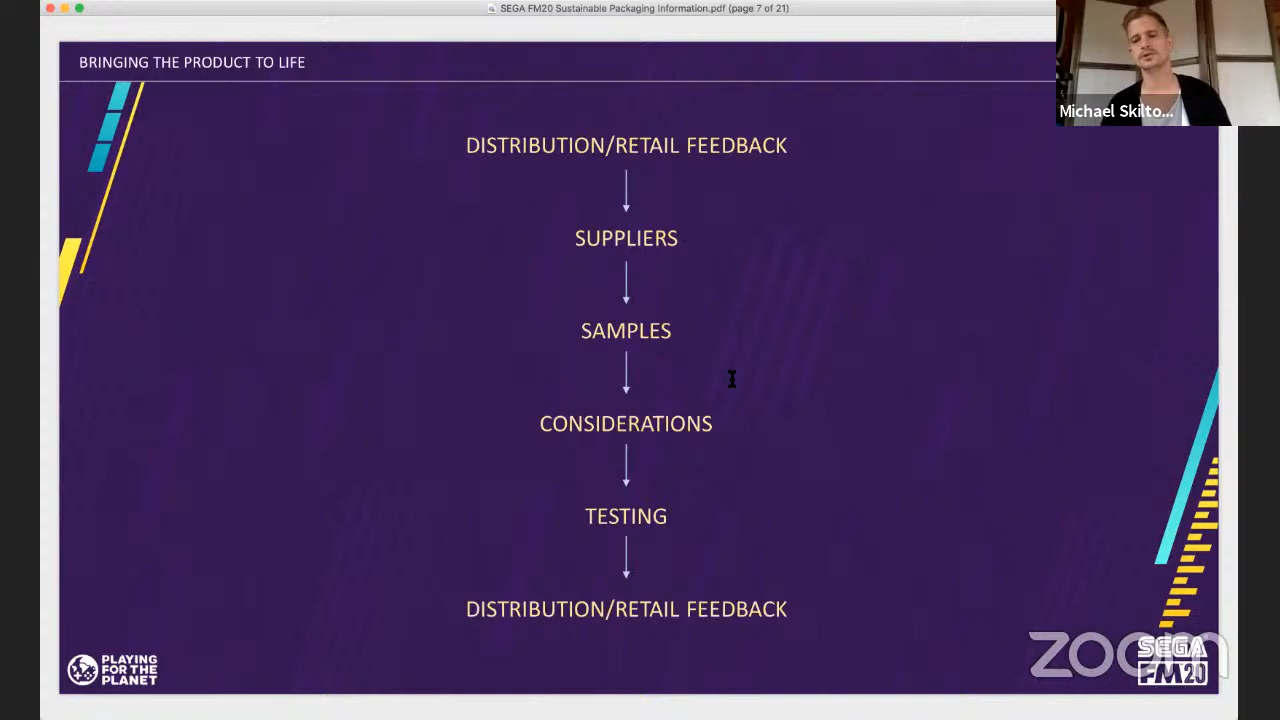 SEGA FM20 Sustainable Packaging Information.pdf (page 7 of 21)
BRINGING THE PRODUCT TO LIFE
Michael Skilto...
DISTRIBUTION/RETAIL FEEDBACK
SUPPLIERS
SAMPLES
CONSIDERATIONS
TESTING
DISTRIBUTION/RETAIL FEEDBACK
PLAYING
FOR THE
PLANET
zoom
SEGA
FM20